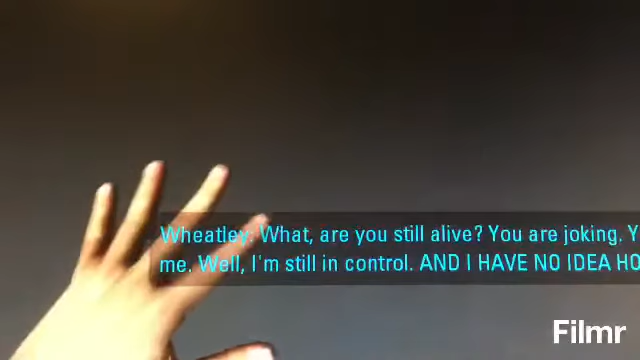 Wheatley: What, are you still alive? You are joking. Y
me. Well, I'm still in control. AND I HAVE NO IDEA HO
Filmr